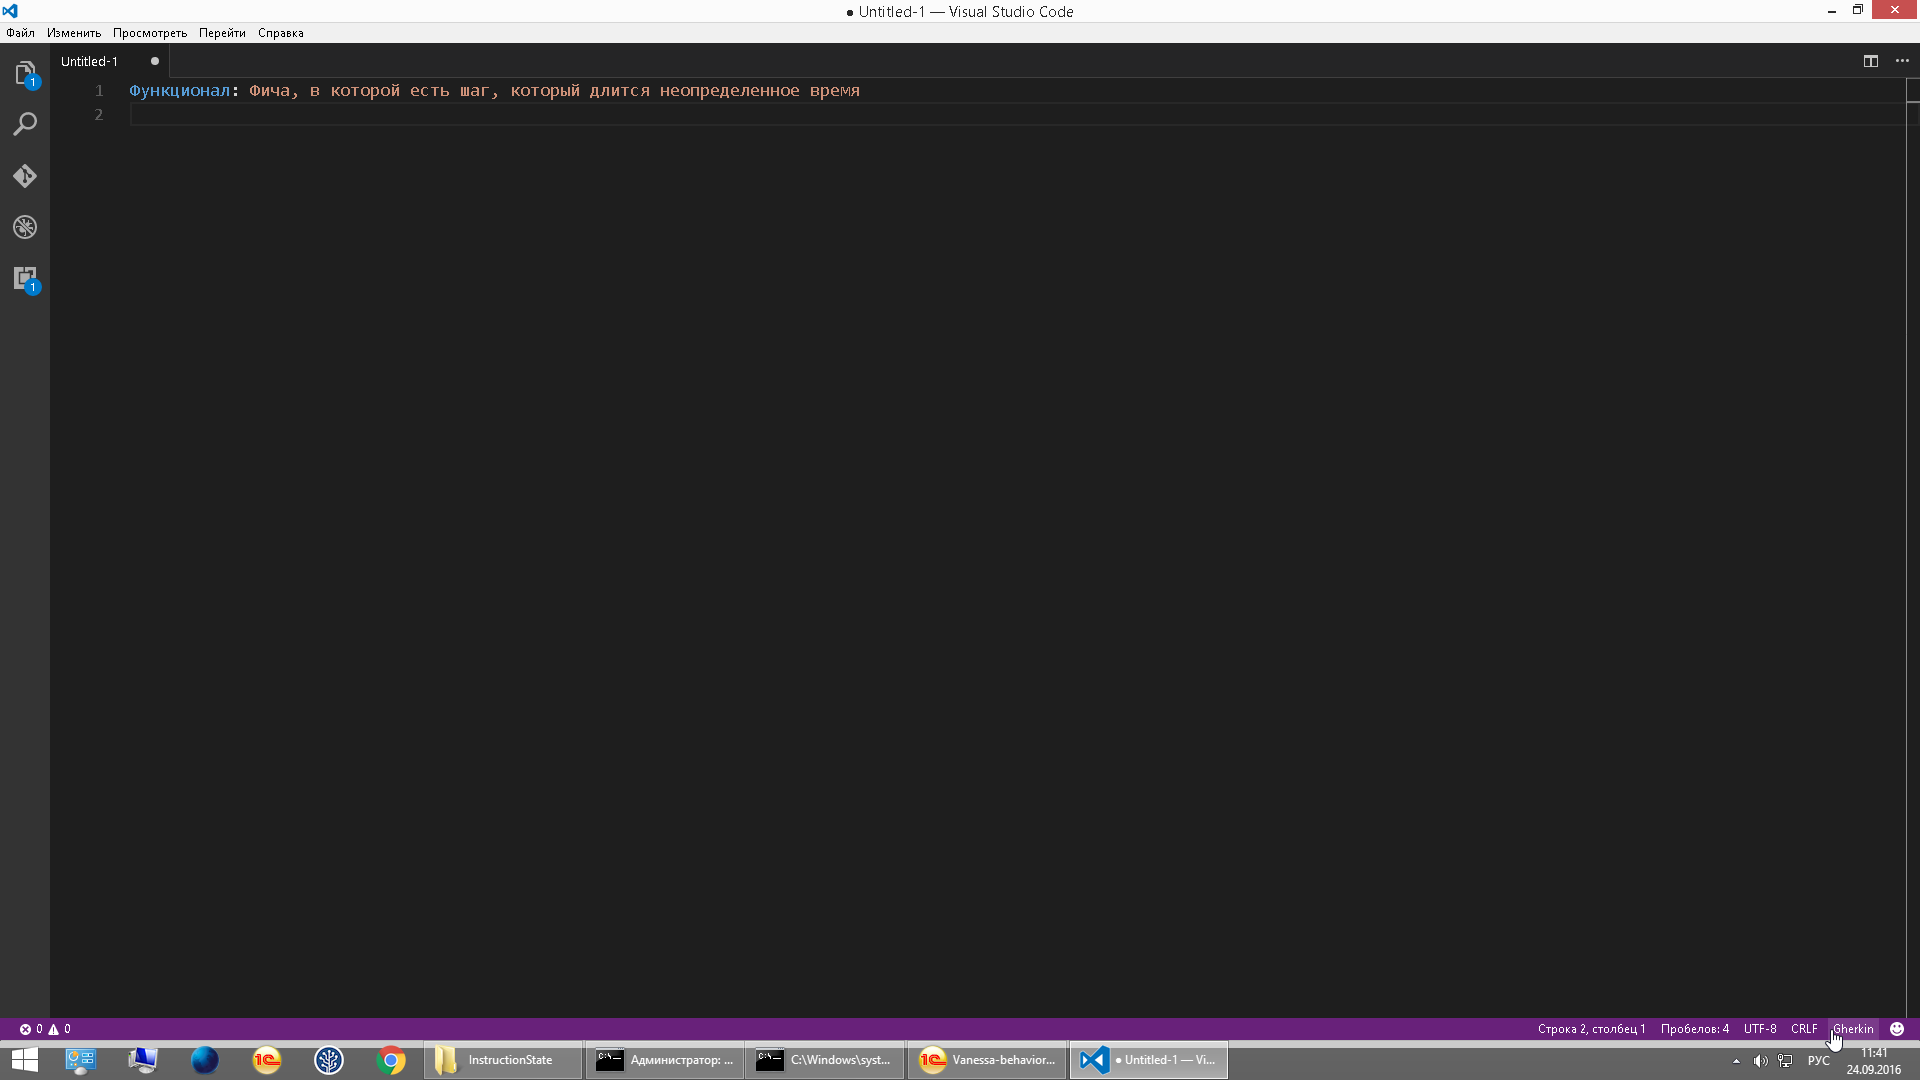 ● Untitled-1 — Visual Studio Code
Файл Изменить Просмотреть Перейти Справка
Untitled-1
1
1 Функционал: Фича, в которой есть шаг, который длится неопределенное время
2
1
0 0
Строка 2, столбец 1 Пробелов: 4 UTF-8 CRLF Gherkin
InstructionState
Администратор: ...
C:\Windows\syst...
Vanessa-behavior...
● Untitled-1 — Vi...
РУС
11:41
24.09.2016